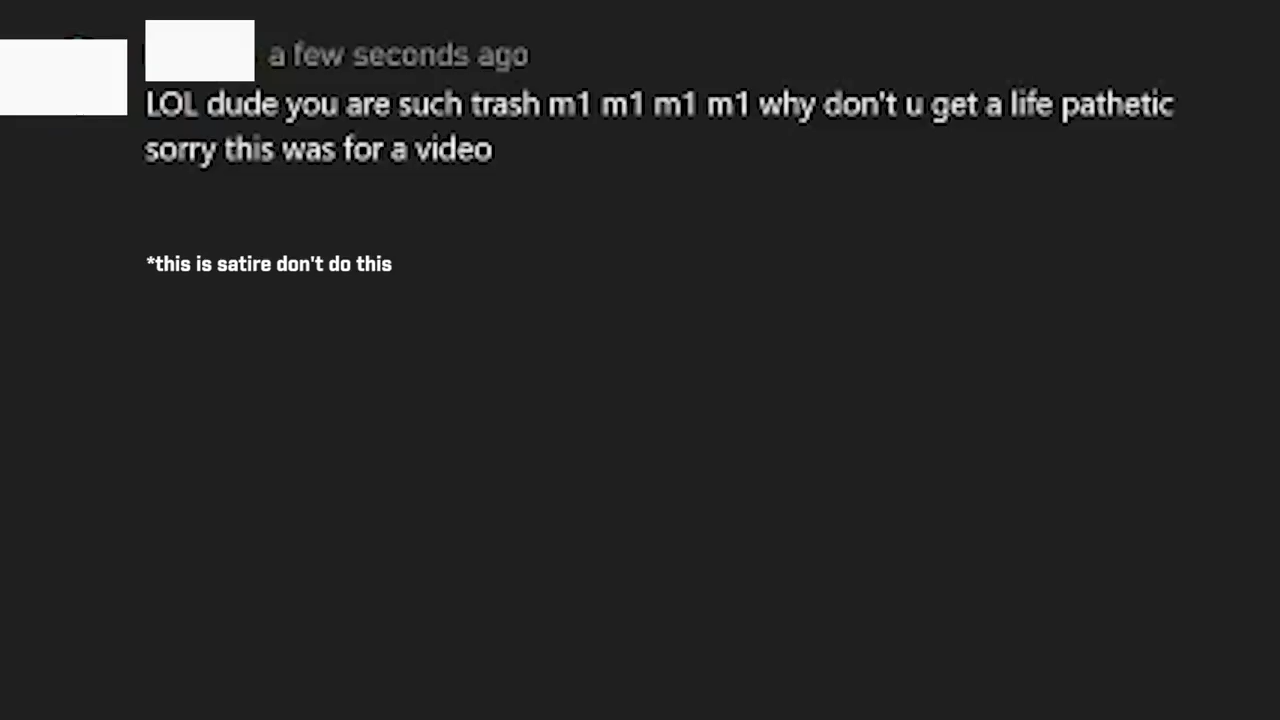 a few seconds ago
LOL dude you are such trash m1 m1 m1 m1 why don't u get a life pathetic
sorry this was for a video
*this is satire don't do this